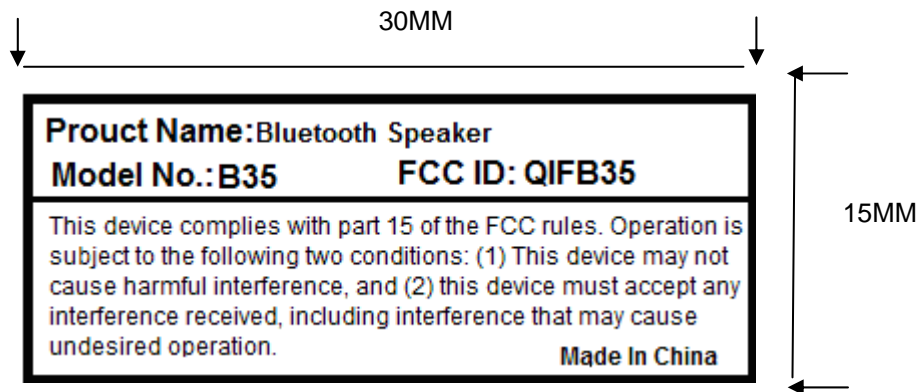 30MM
Prouct Name:Bluetooth Speaker
Model No.:B35 FCC ID: QIFB35
This device complies with part 15 of the FCC rules. Operation is
subject to the following two conditions: (1) This device may not
cause harmful interference, and (2) this device must accept any
interference received, including interference that may cause
undesired operation.
Made In China
15MM